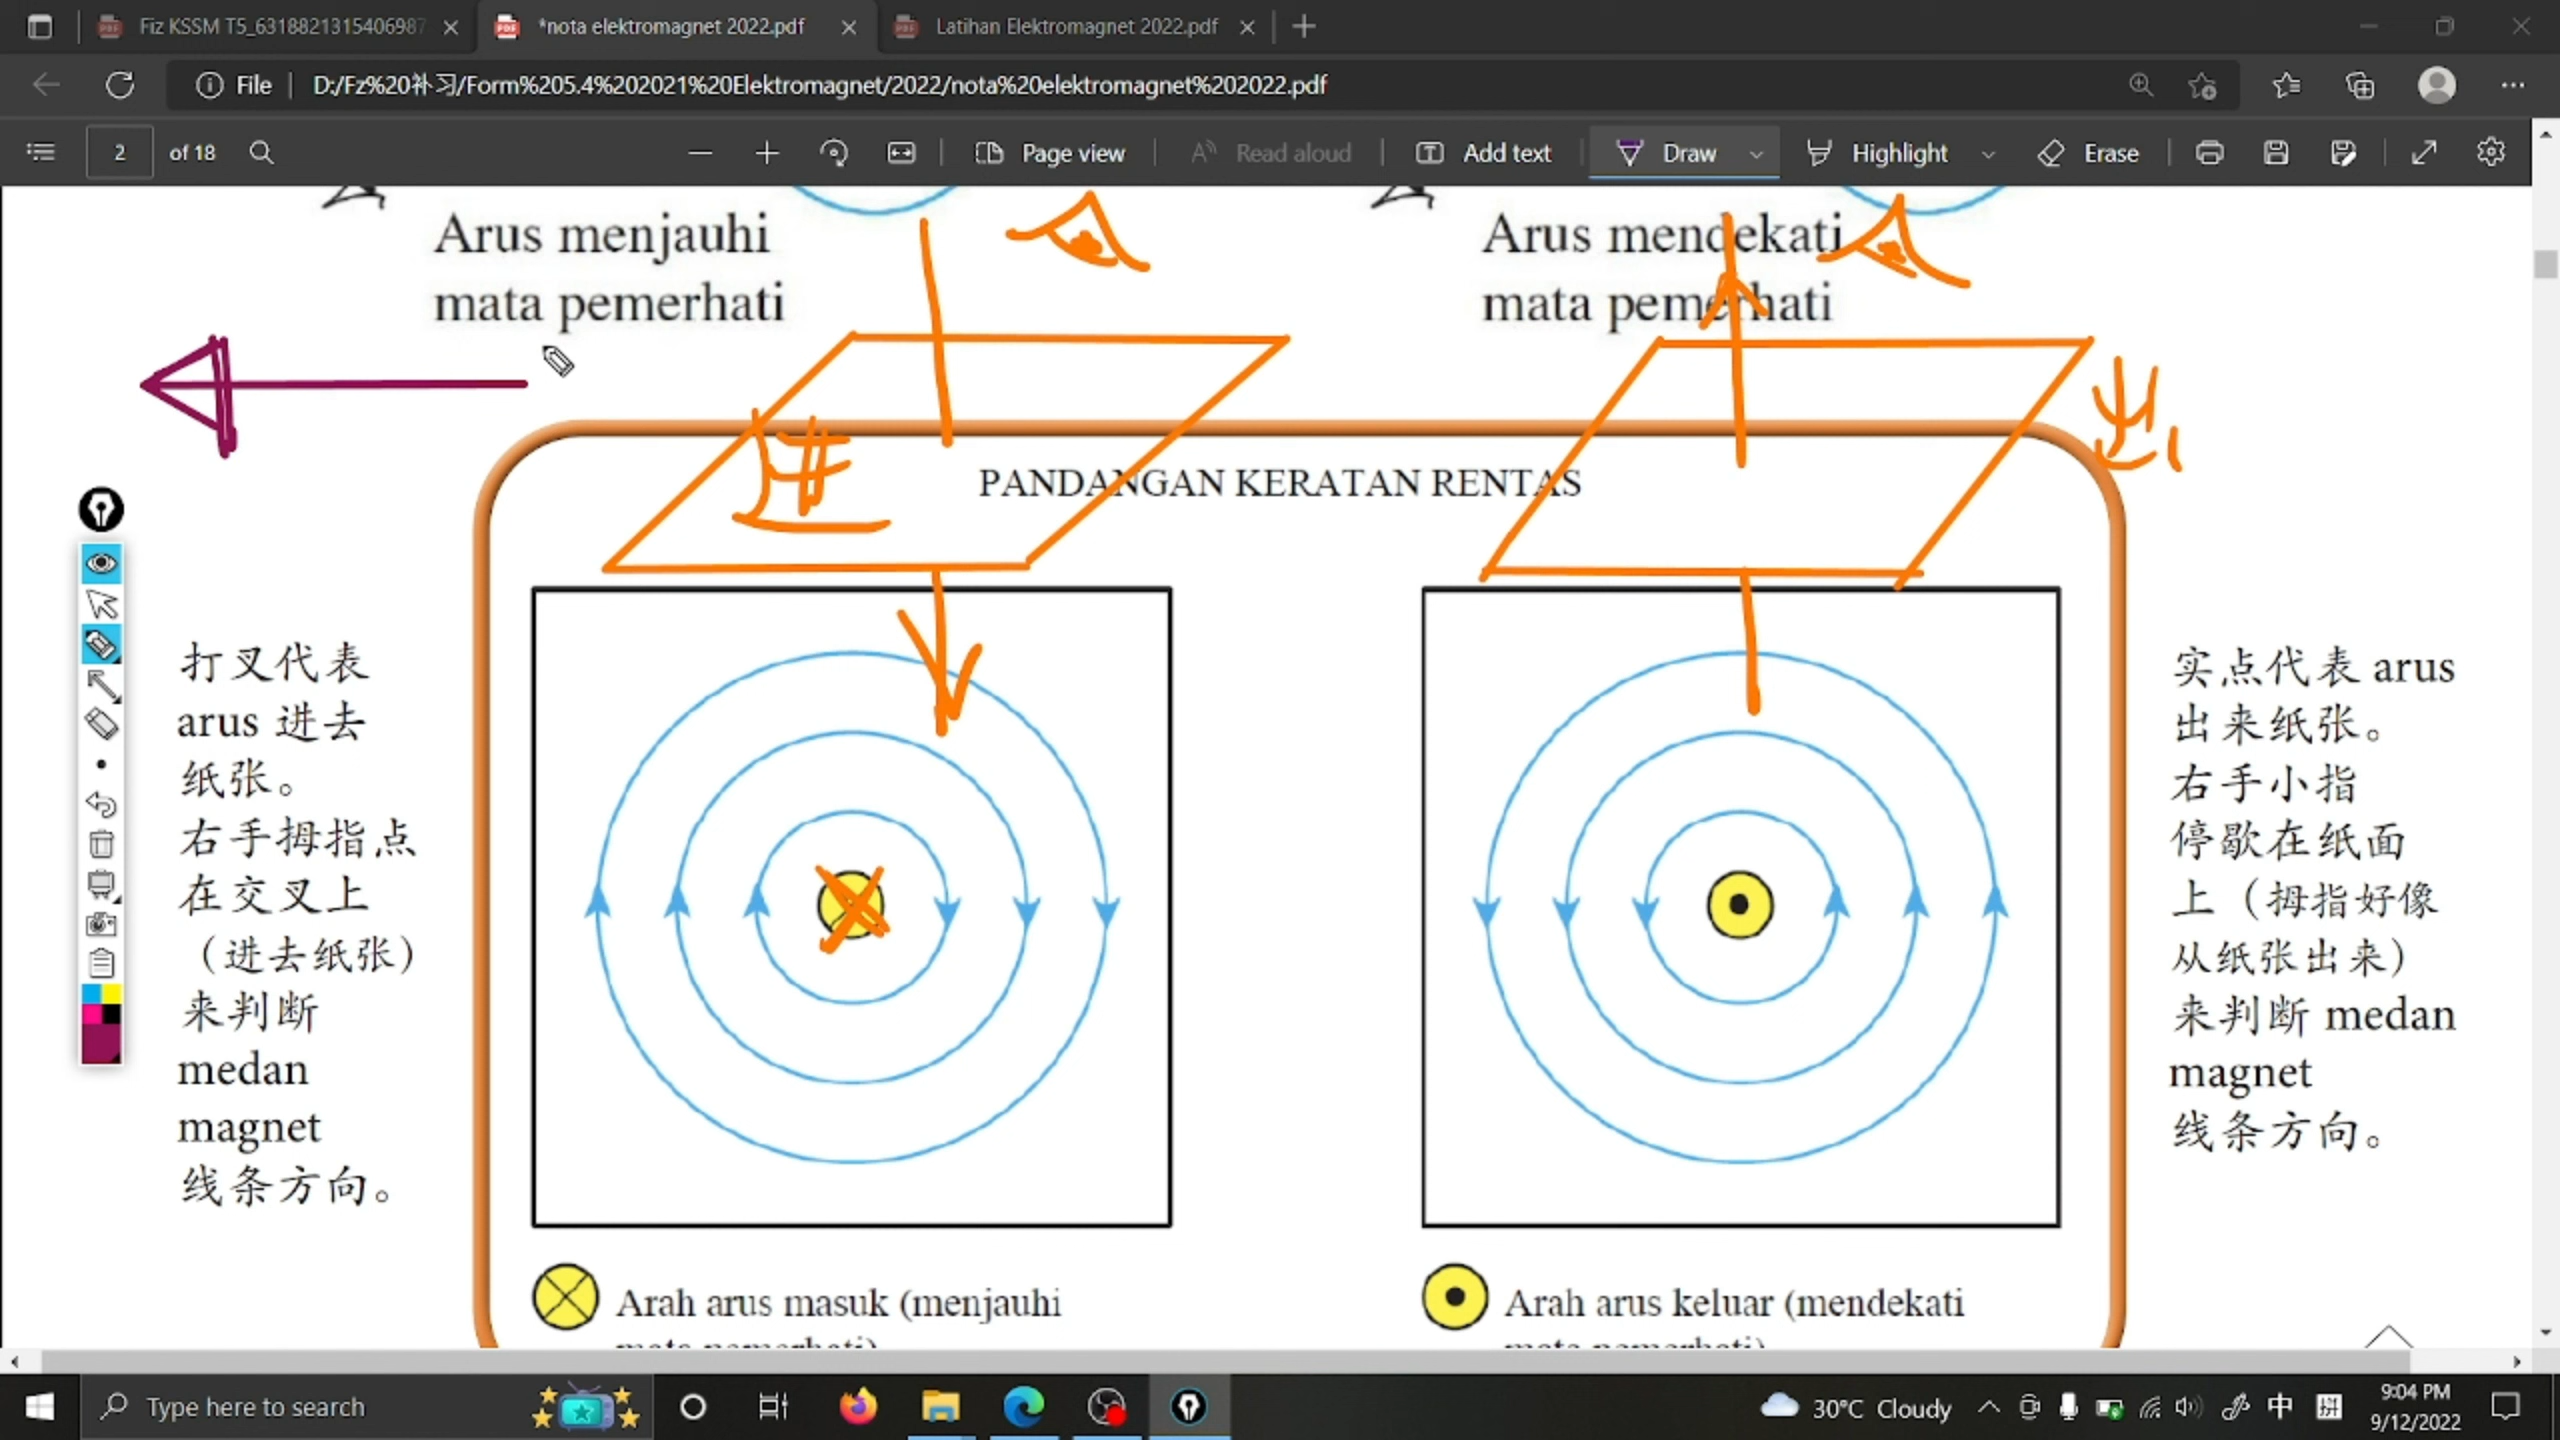 Fiz KSSM T5_6318821315406987
*nota elektromagnet 2022.pdf
Latihan Elektromagnet 2022.pdf
File
D:/Fz%20补习/Form%205.4%202021%20Elektromagnet/2022/nota%20elektromagnet%202022.pdf
2 of 18
Page view
Read aloud
Add text
Draw
Highlight
Erase
Arus menjauhi
mata pemerhati
Arus mendekati
mata pemerhati
进
出
PANDANGAN KERATAN RENTAS
打叉代表
arus 进去
纸张。
右手拇指点
在交叉上
（进去纸张）
来判断
medan
magnet
线条方向。
实点代表 arus
出来纸张。
右手小指
停歇在纸面
上（拇指好像
从纸张出来）
来判断 medan
magnet
线条方向。
Arah arus masuk (menjauhi
mata pemerhati)
Arah arus keluar (mendekati
mata pemerhati)
Type here to search
30°C Cloudy
中
拼
9:04 PM
9/12/2022